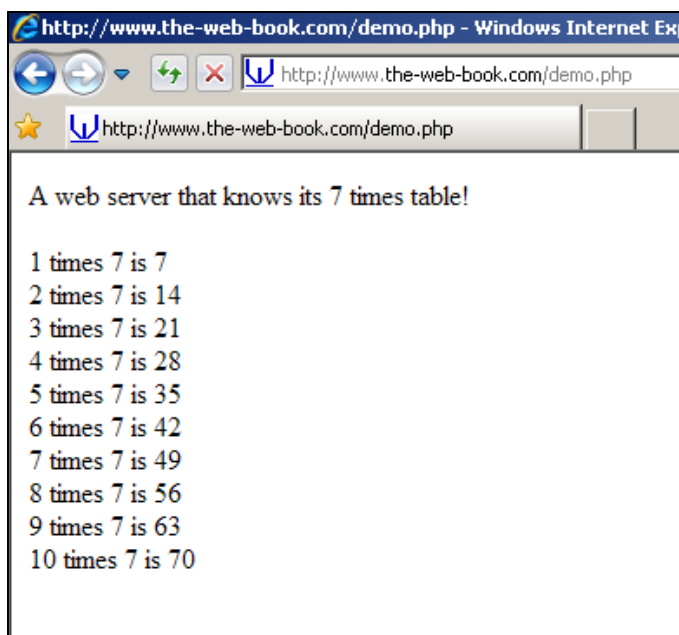 http://www.the-web-book.com/demo.php - Windows Internet Ex
http://www.the-web-book.com/demo.php
http://www.the-web-book.com/demo.php
A web server that knows its 7 times table!
1 times 7 is 7
2 times 7 is 14
3 times 7 is 21
4 times 7 is 28
5 times 7 is 35
6 times 7 is 42
7 times 7 is 49
8 times 7 is 56
9 times 7 is 63
10 times 7 is 70